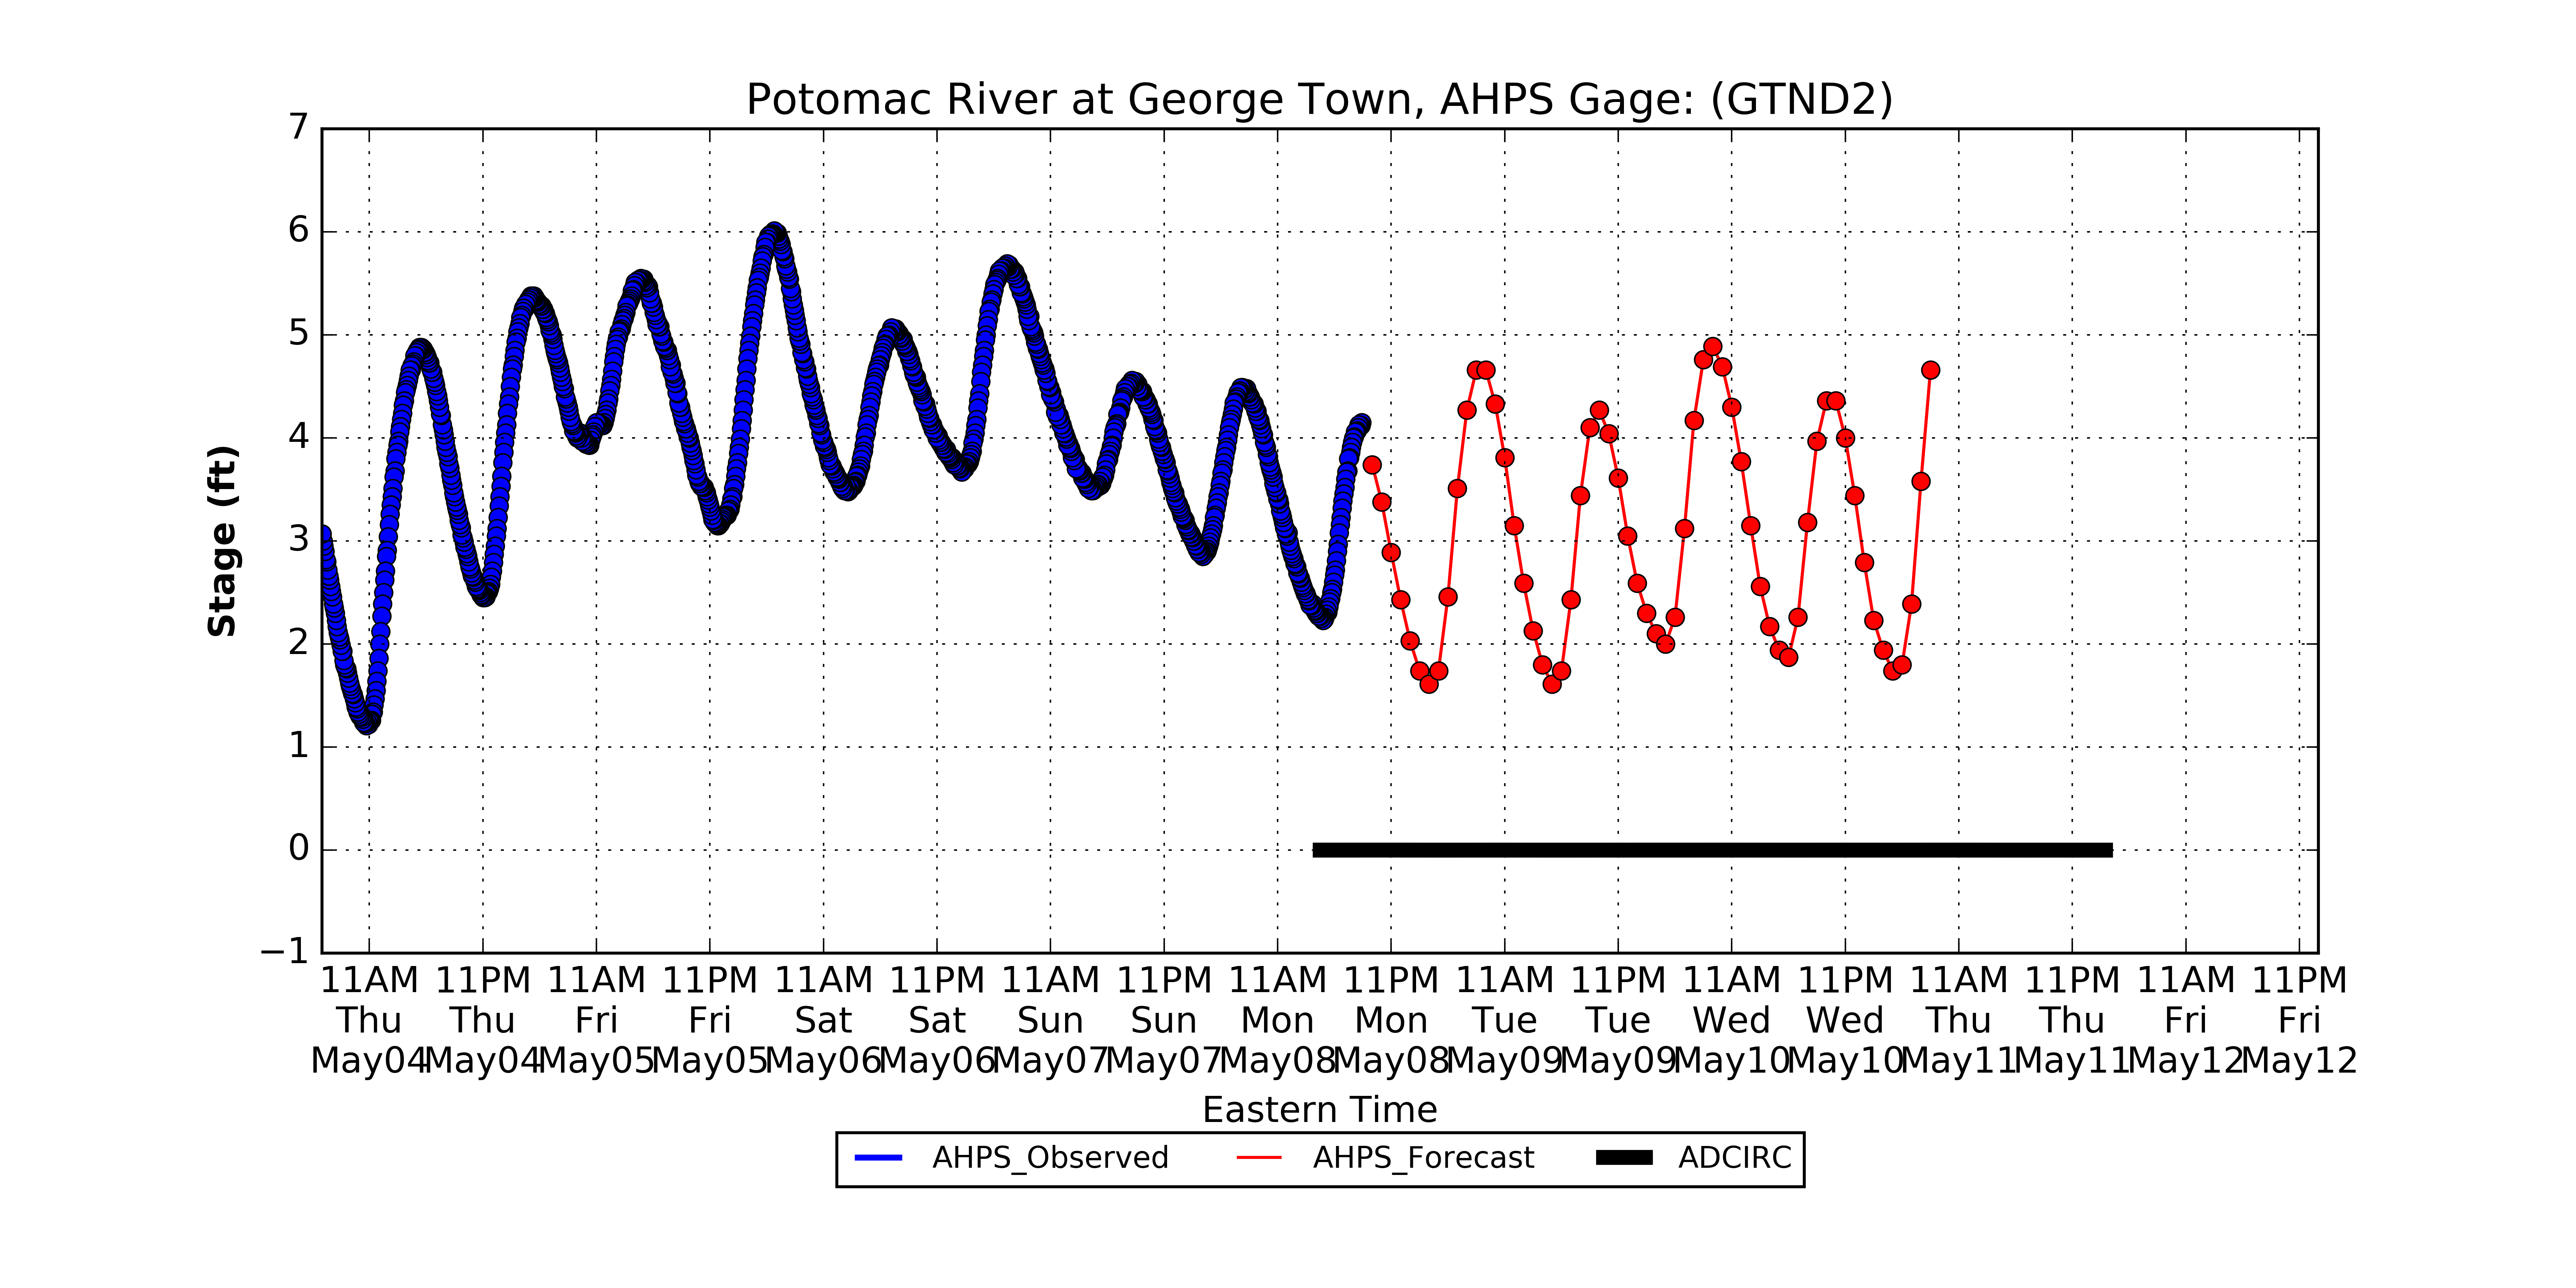 Potomac River at George Town, AHPS Gage: (GTND2)
7
6
5
4
3
2
1
0
−1
Stage (ft)
11AM 11PM 11AM 11PM 11AM 11PM 11AM 11PM 11AM 11PM 11AM 11PM 11AM 11PM 11AM 11PM 11AM 11PM
Thu Thu Fri Fri Sat Sat Sun Sun Mon Mon Tue Tue Wed Wed Thu Thu Fri Fri
May04 May04 May05 May05 May06 May06 May07 May07 May08 May08 May09 May09 May10 May10 May11 May11 May12 May12
Eastern Time
AHPS_Observed AHPS_Forecast ADCIRC